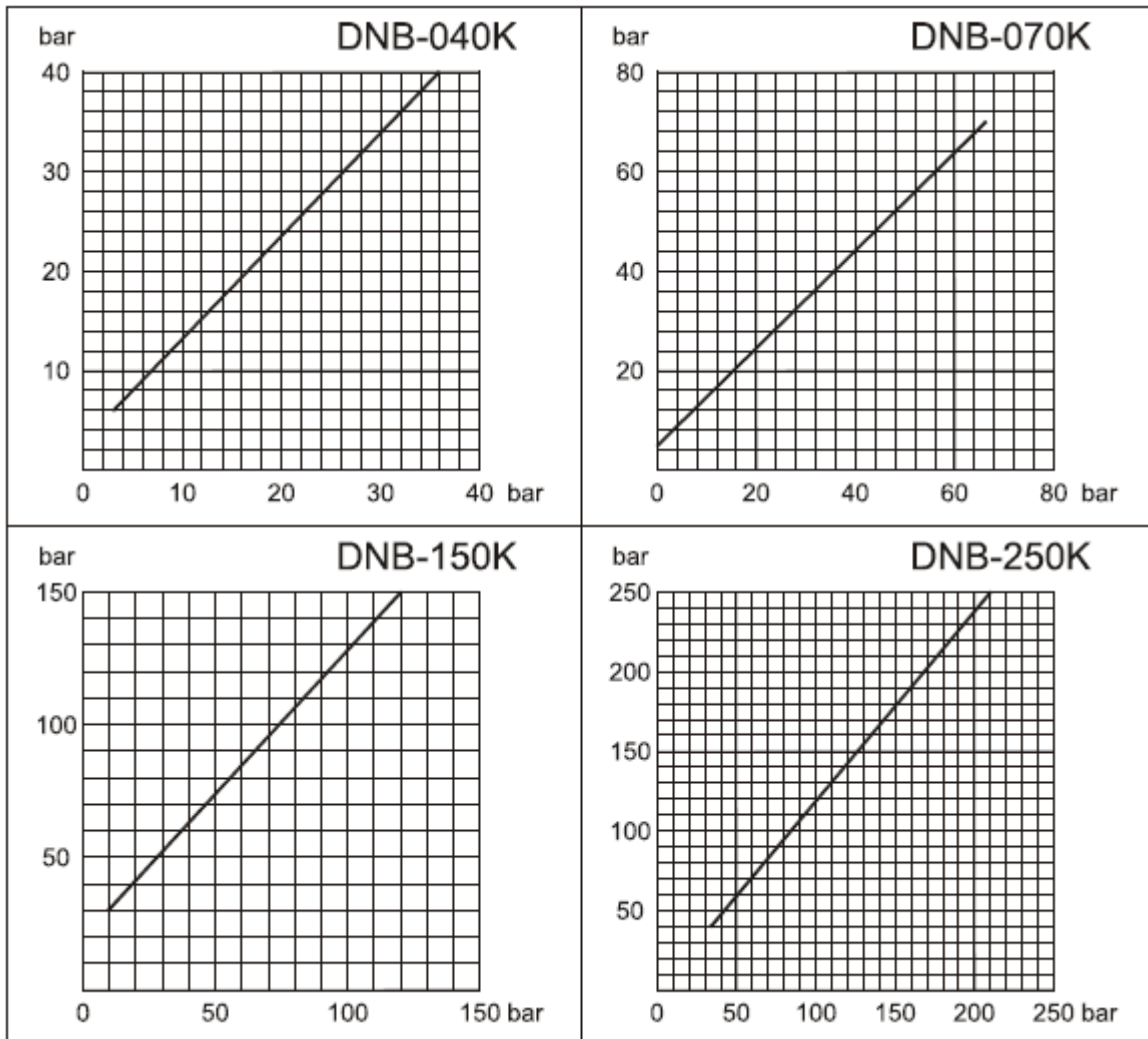 bar DNB-040K
40
30
20
10
0 10 20 30 40 bar
bar DNB-070K
80
60
40
20
0 20 40 60 80 bar
bar DNB-150K
150
100
50
0 50 100 150 bar
bar DNB-250K
250
200
150
100
50
0 50 100 150 200 250 bar